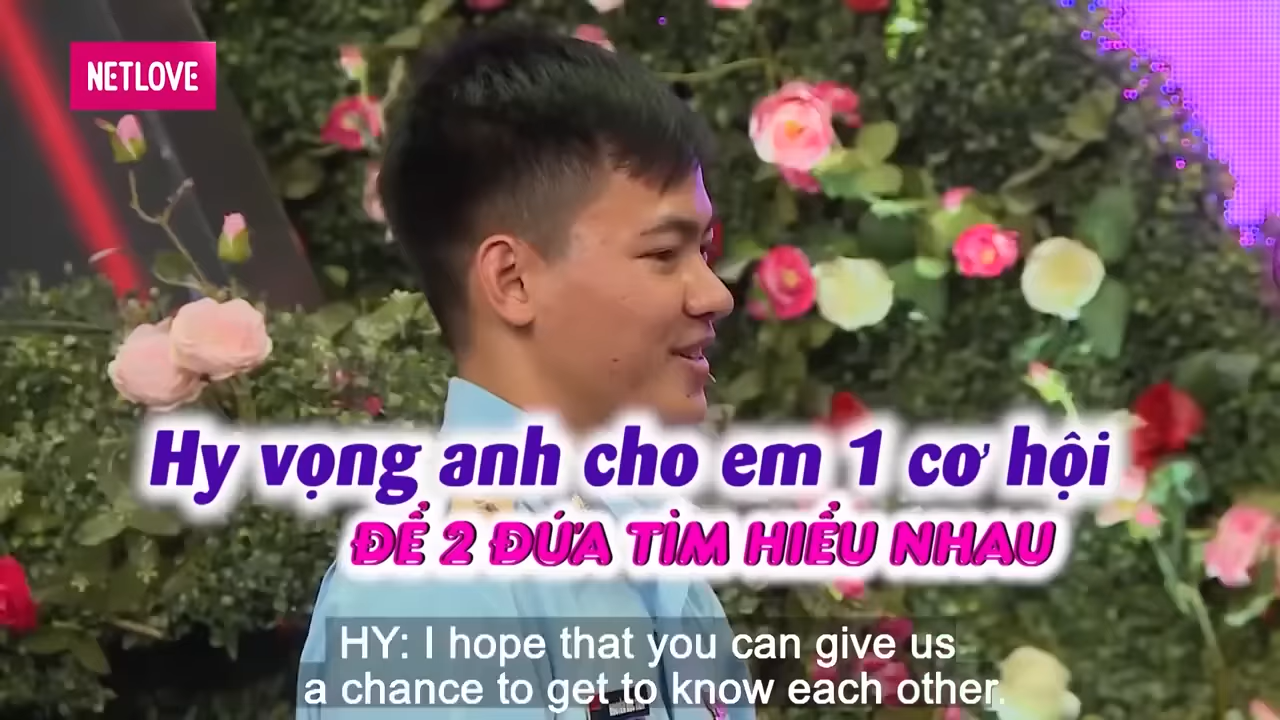 NETLOVE
Hy vọng anh cho em 1 cơ hội
ĐỂ 2 ĐỨA TÌM HIỂU NHAU
HY: I hope that you can give us
a chance to get to know each other.